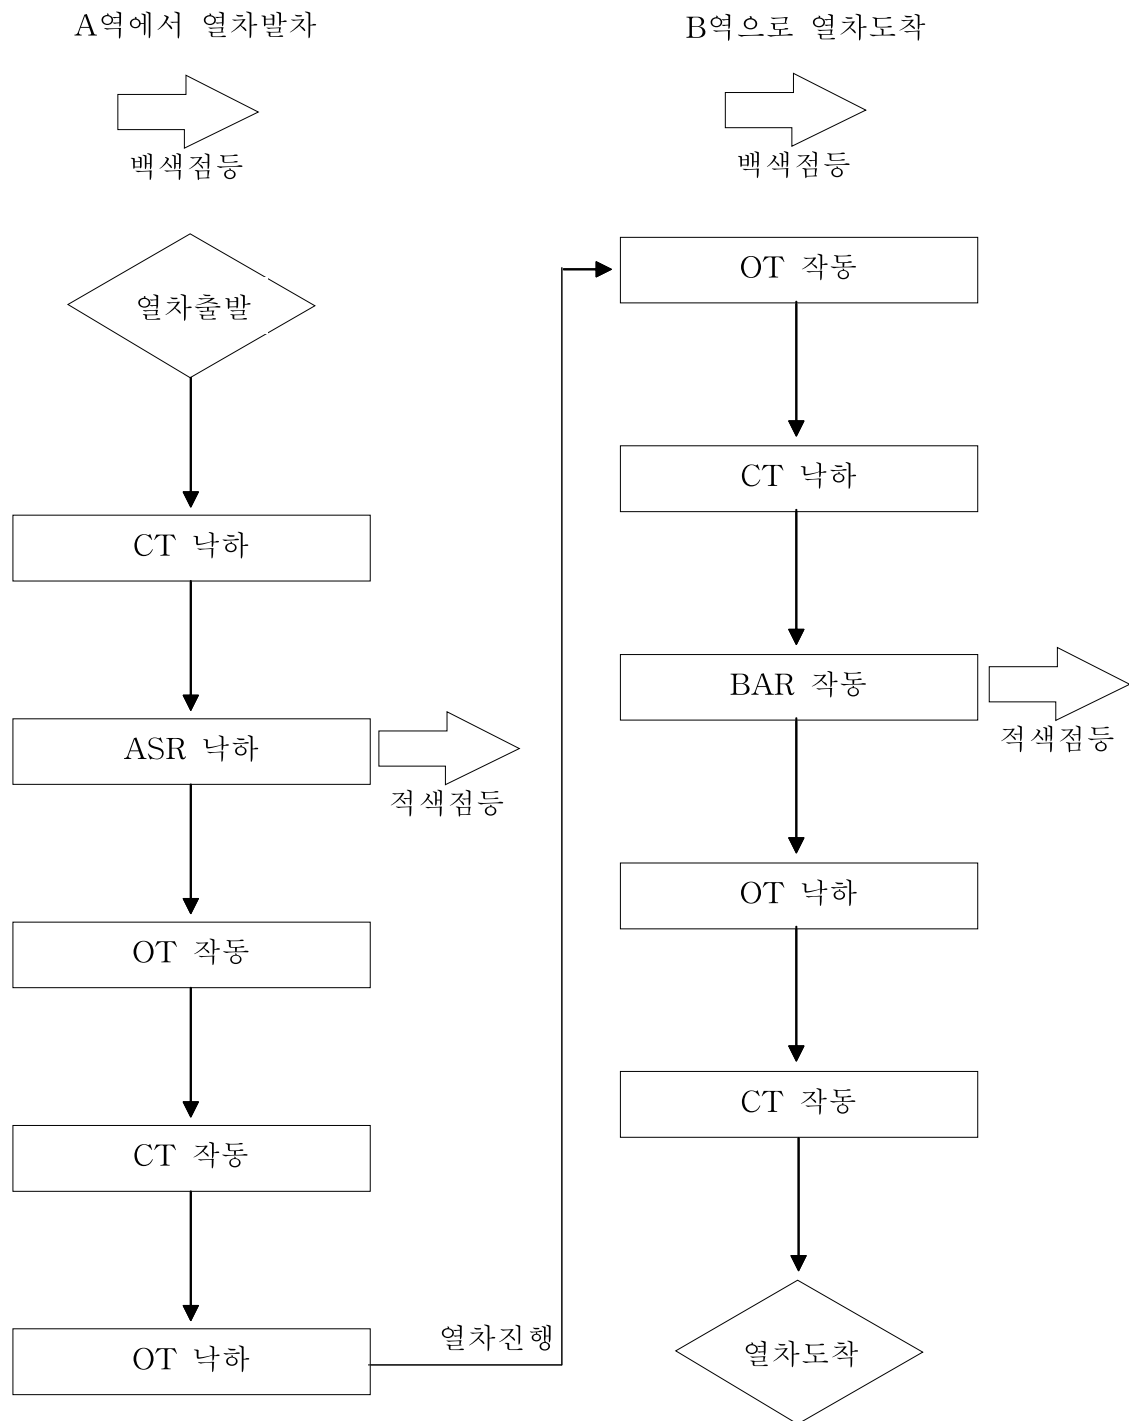 A역에서 열차발차
백색점등
열차출발
CT 낙하
ASR 낙하
적색점등
OT 작동
CT 작동
OT 낙하
열차진행
B역으로 열차도착
백색점등
OT 작동
CT 낙하
BAR 작동
적색점등
OT 낙하
CT 작동
열차도착